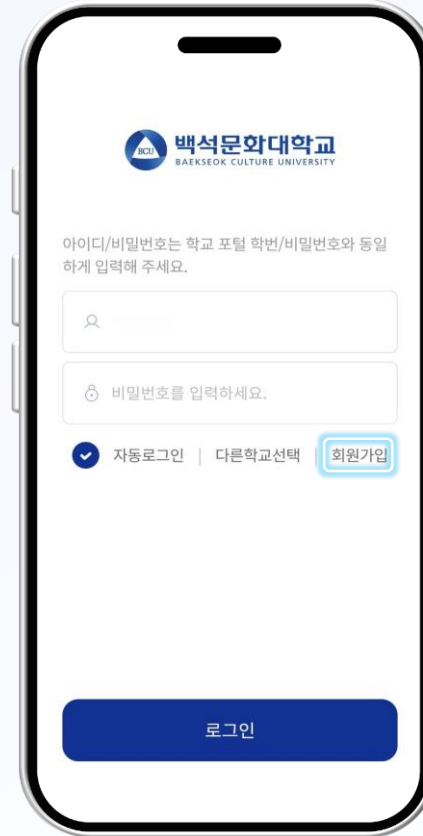 BCU
백석문화대학교
BAEKSEOK CULTURE UNIVERSITY
아이디/비밀번호는 학교 포털 학번/비밀번호와 동일
하게 입력해 주세요.
비밀번호를 입력하세요.
자동로그인 | 다른학교선택 | 회원가입
로그인